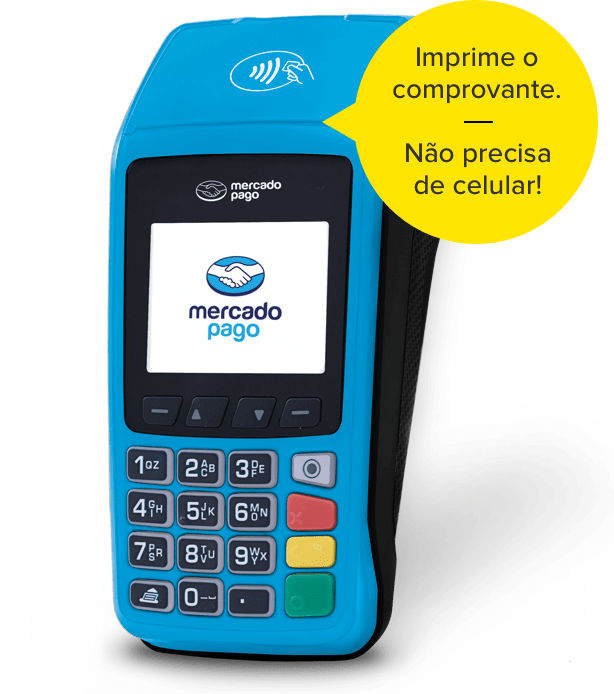 Imprime o
comprovante.
Não precisa
de celular!
mercado
pago
mercado
pago
1QZ
2ABC
3DEF
4GHI
5JKL
6MNO
7PRS
8TUV
9WXY
0
.